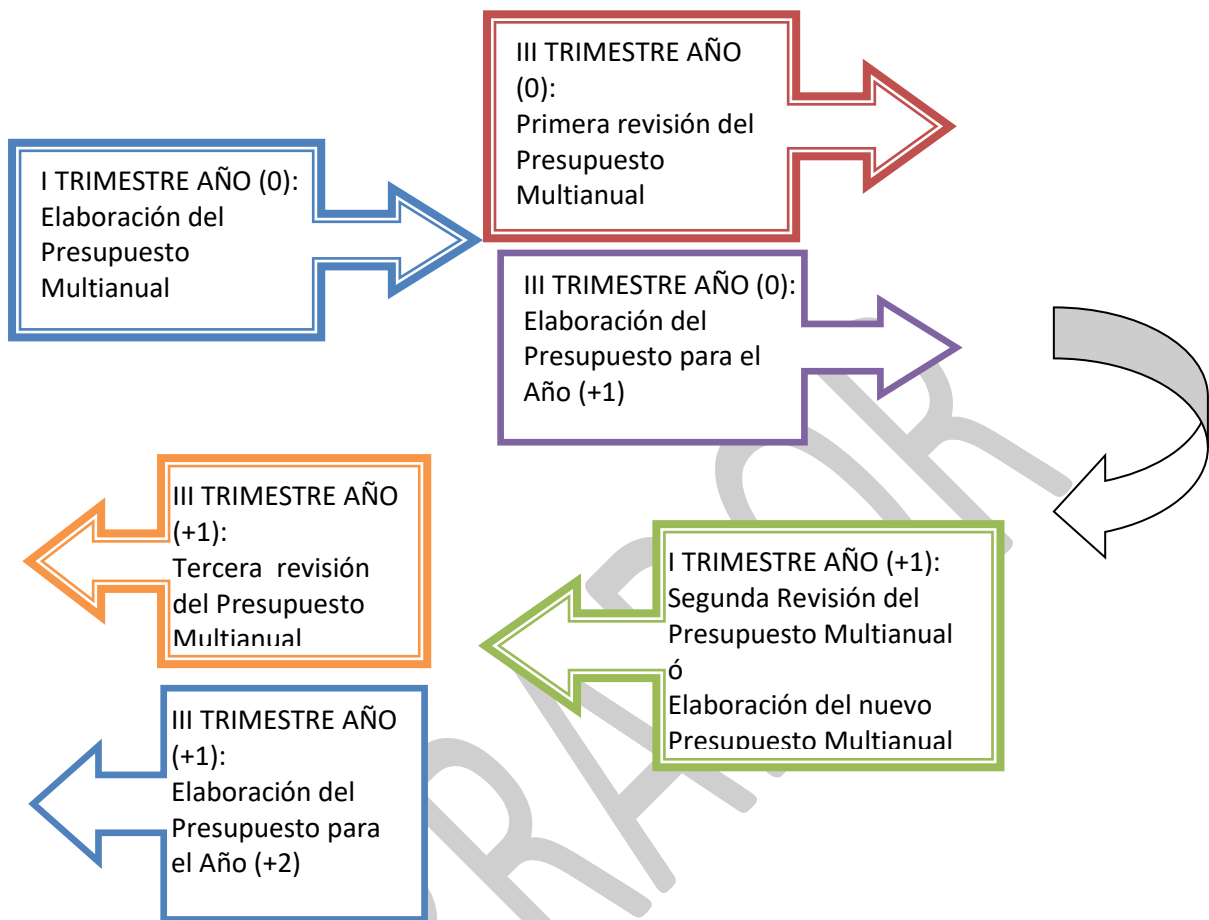 III TRIMESTRE AÑO
(0):
Primera revisión del
Presupuesto
Multianual
I TRIMESTRE AÑO (0):
Elaboración del
Presupuesto
Multianual
III TRIMESTRE AÑO (0):
Elaboración del
Presupuesto para el
Año (+1)
I TRIMESTRE AÑO (+1):
Segunda Revisión del
Presupuesto Multianual
ó
Elaboración del nuevo
Presupuesto Multianual
III TRIMESTRE AÑO
(+1):
Tercera revisión
del Presupuesto
Multianual
III TRIMESTRE AÑO
(+1):
Elaboración del
Presupuesto para
el Año (+2)